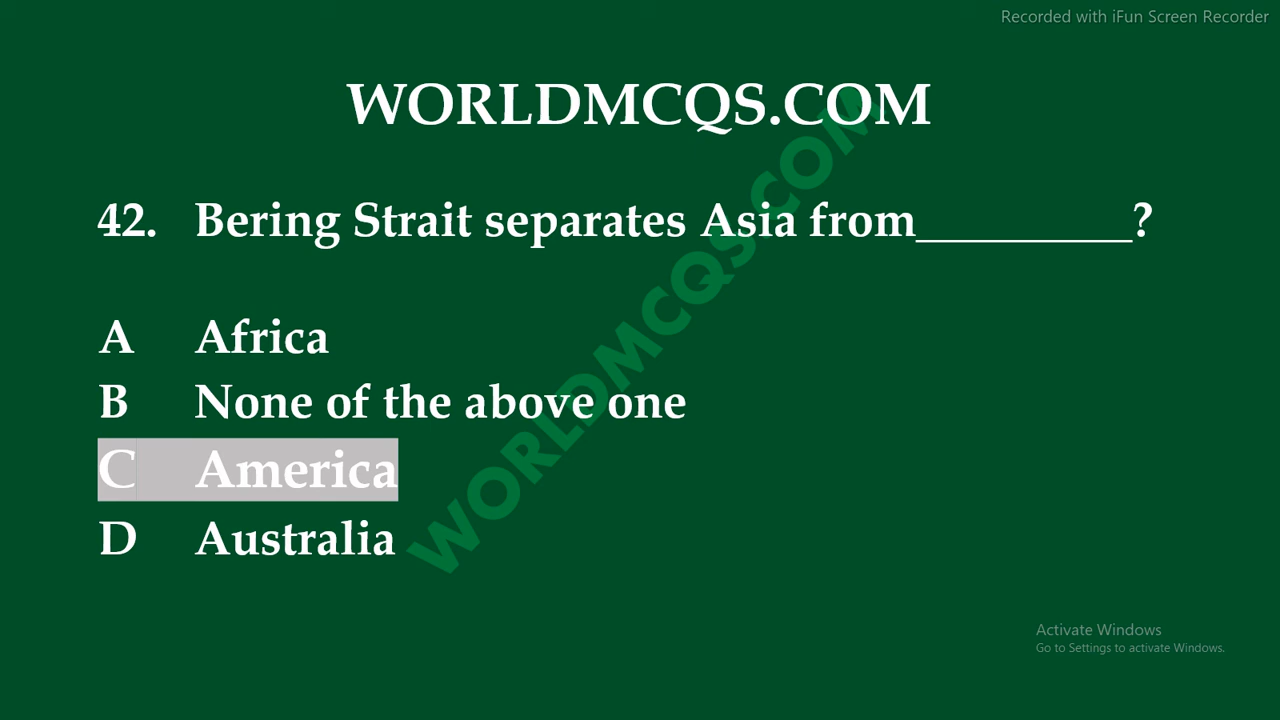 Recorded with iFun Screen Recorder
WORLDMCQS.COM
42. Bering Strait separates Asia from__________?
A Africa
B None of the above one
C America
D Australia
WORLDMCQS.COM
Activate Windows
Go to Settings to activate Windows.